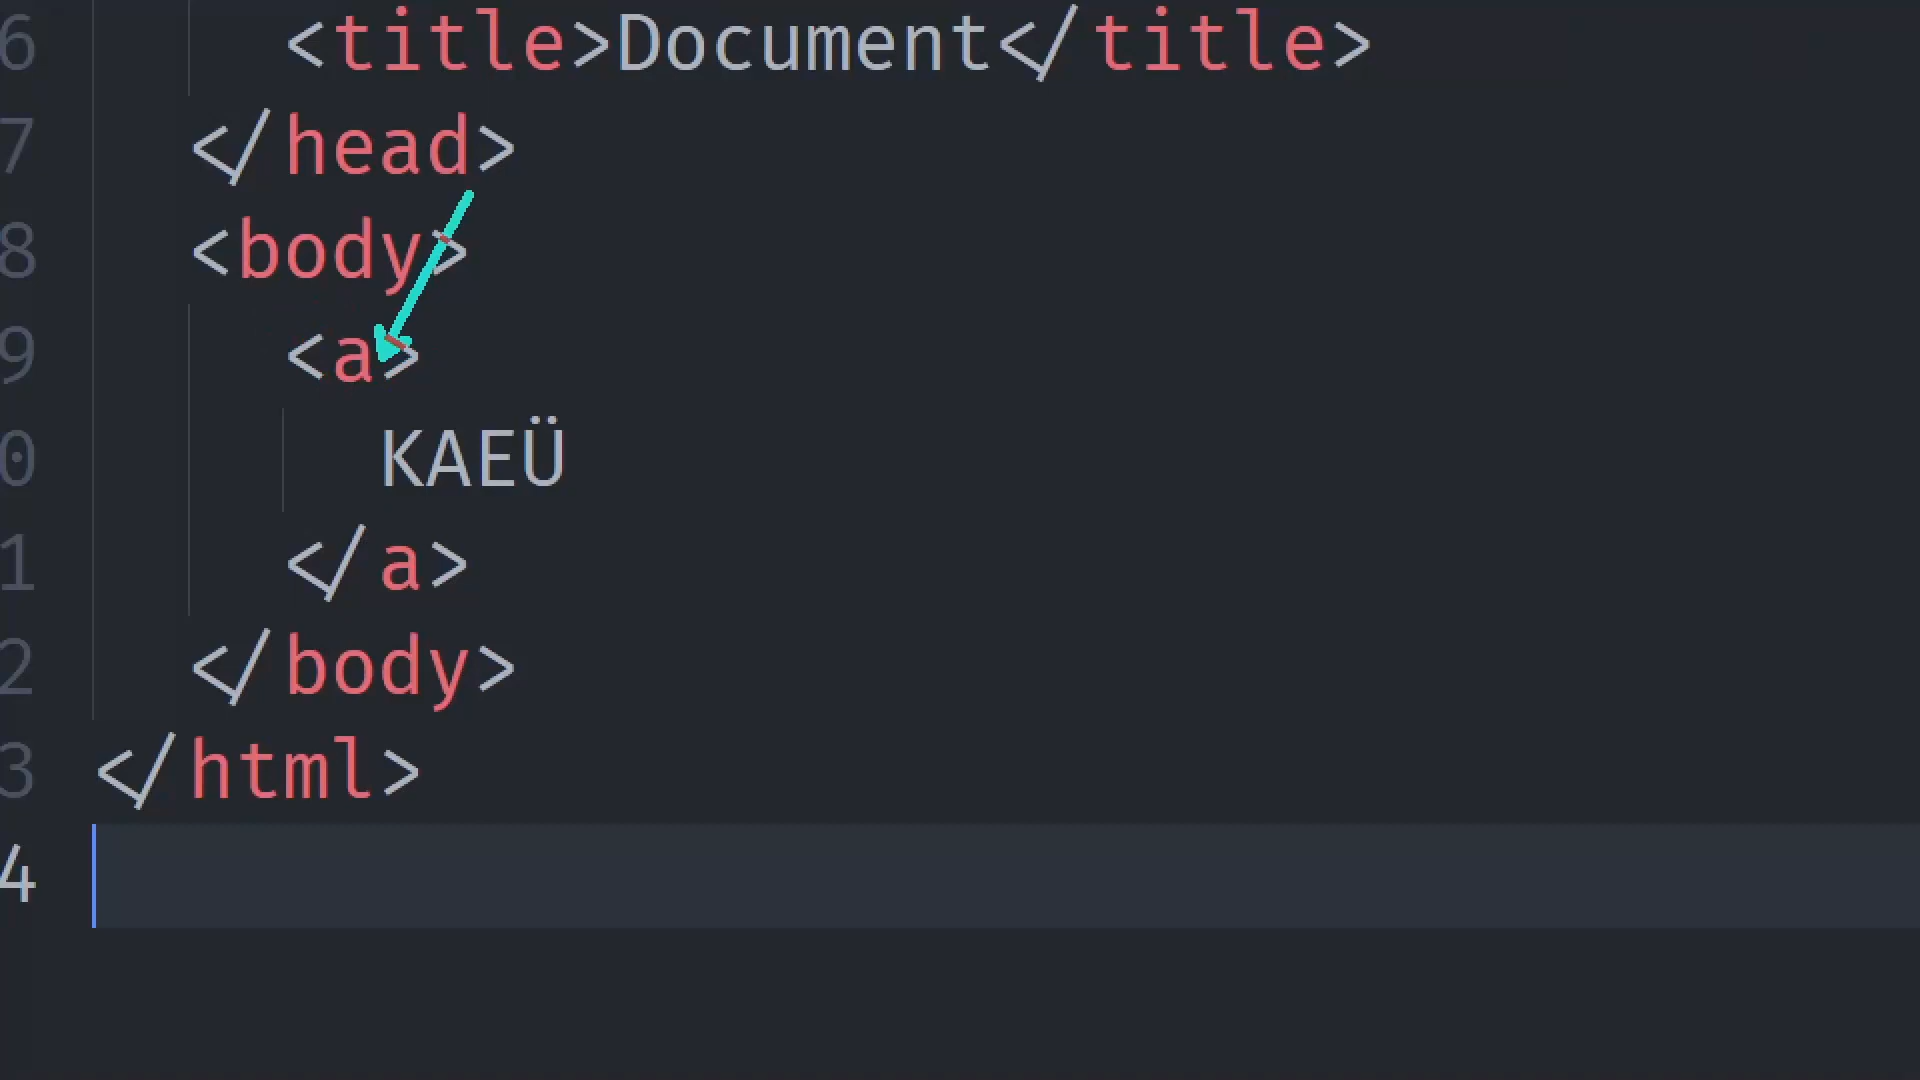 6 <title>Document</title>
7 </head>
8 <body>
9 <a>
0 KAEÜ
1 </a>
2 </body>
3 </html>
4